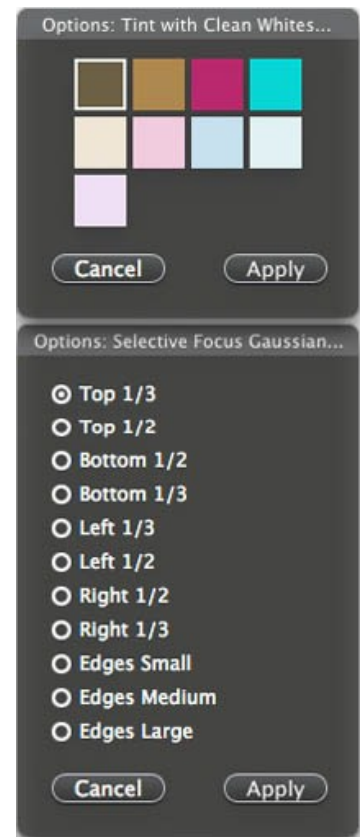 Options: Tint with Clean Whites...
Cancel Apply
Options: Selective Focus Gaussian...
Top 1/3
Top 1/2
Bottom 1/2
Bottom 1/3
Left 1/3
Left 1/2
Right 1/2
Right 1/3
Edges Small
Edges Medium
Edges Large
Cancel Apply